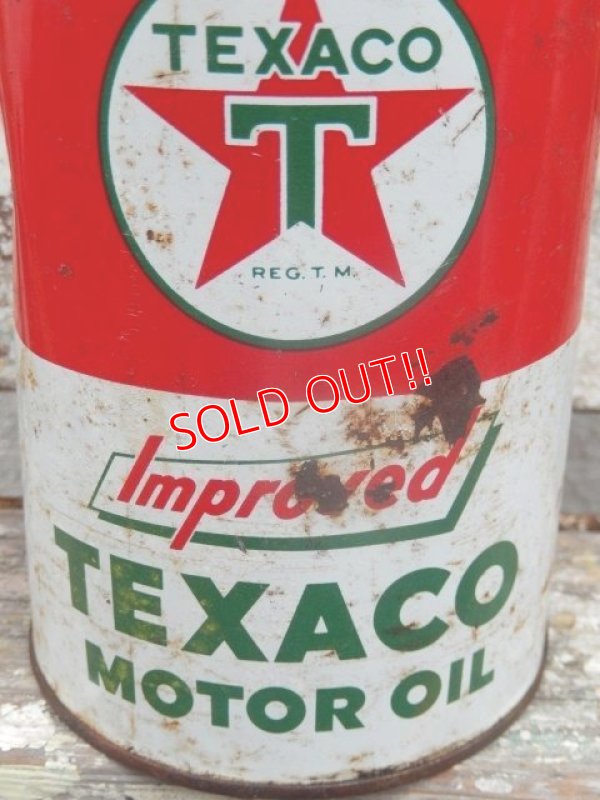 TEXACO
T
REG. T. M.
SOLD OUT!!
Improved
TEXACO
MOTOR OIL